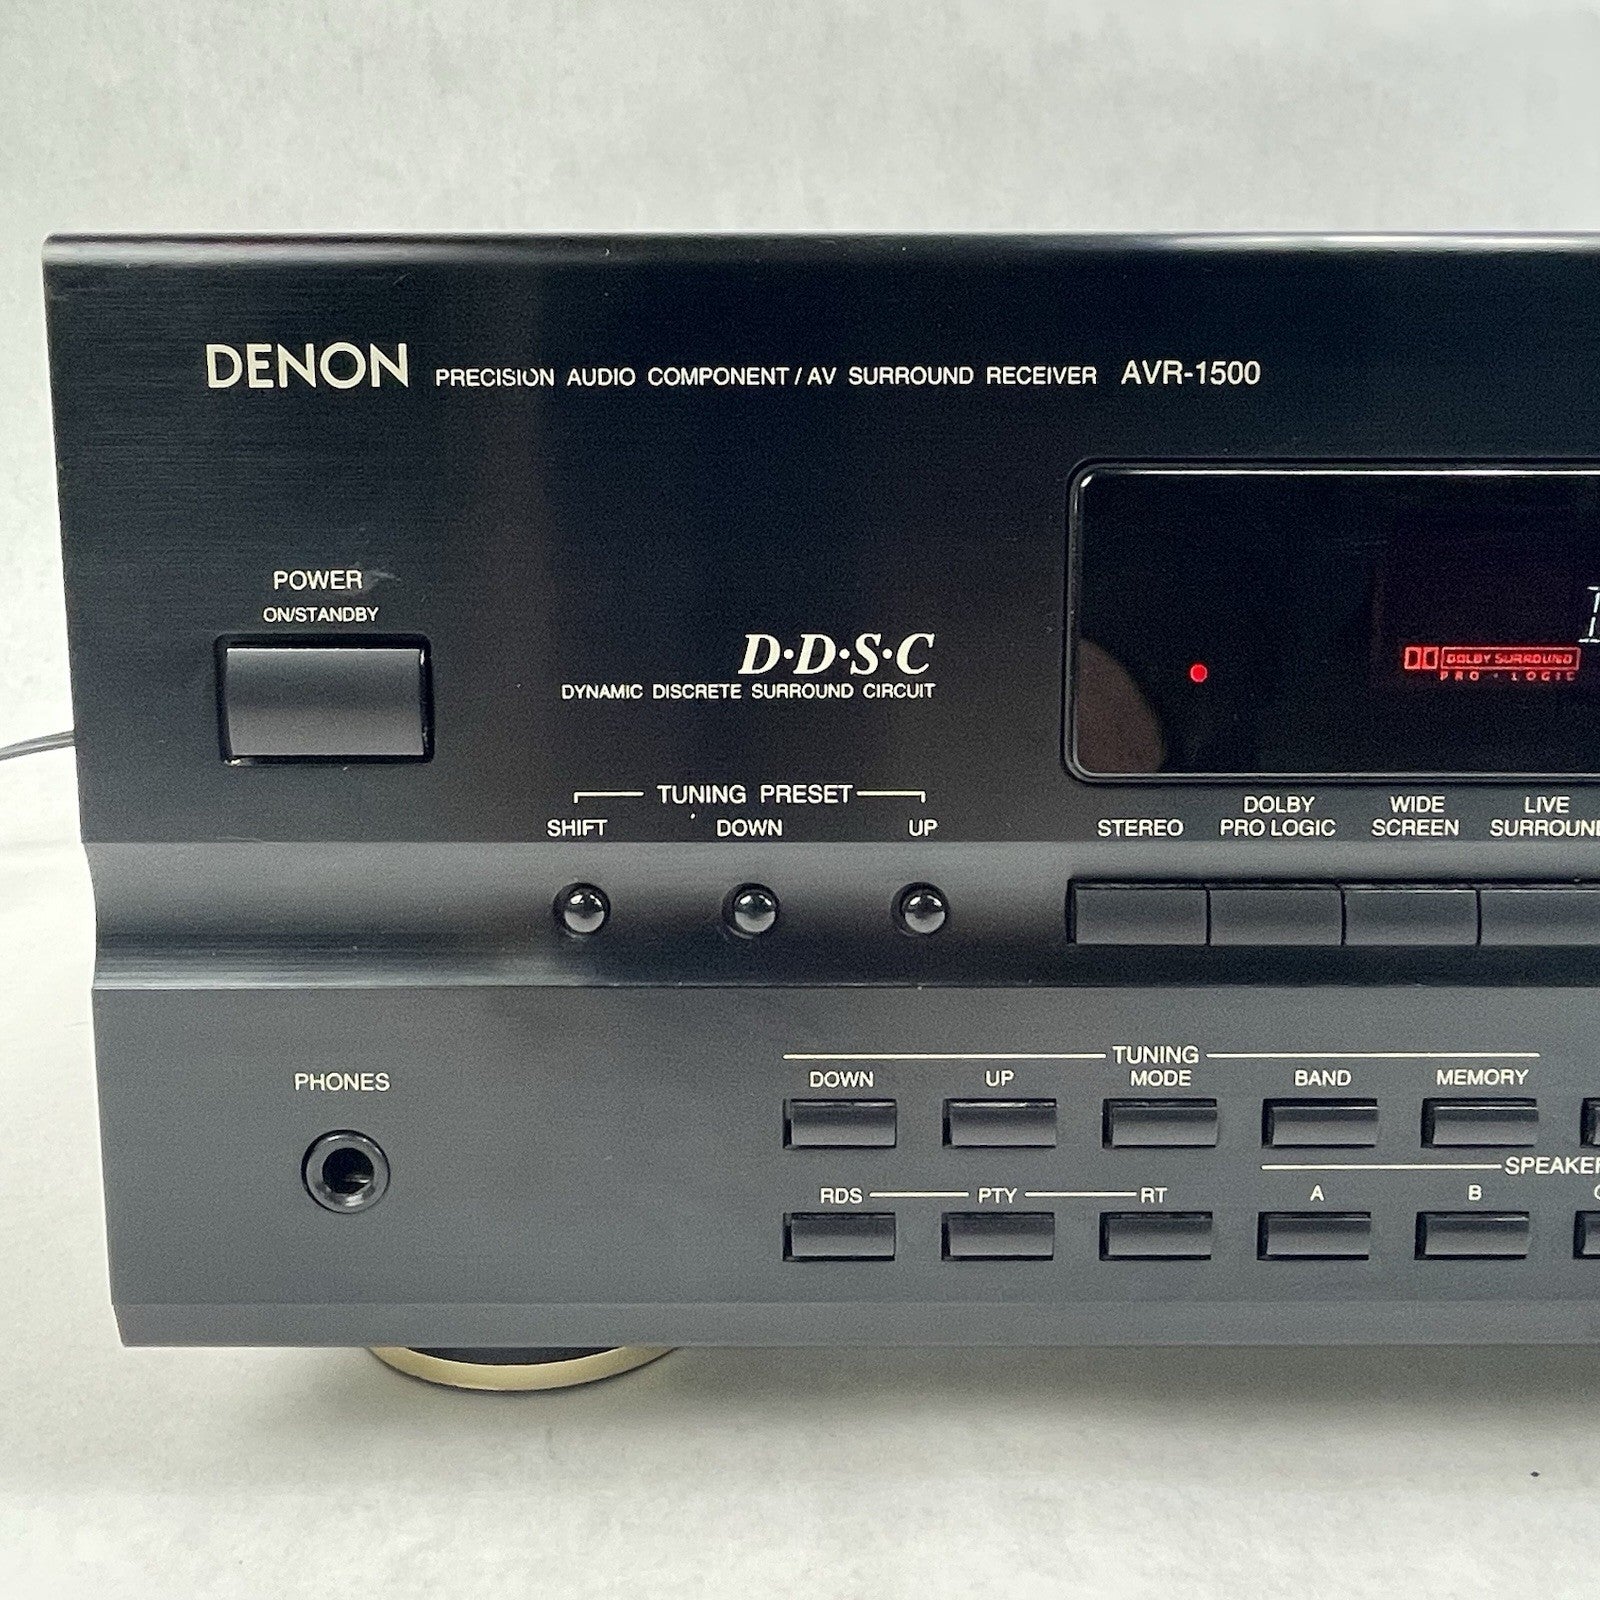 DENON PRECISION AUDIO COMPONENT / AV SURROUND RECEIVER AVR-1500
POWER
ON/STANDBY
D·D·S·C
DYNAMIC DISCRETE SURROUND CIRCUIT
DOLBY SURROUND
PRO · LOGIC
TUNING PRESET
SHIFT DOWN UP
STEREO
DOLBY
PRO LOGIC
WIDE
SCREEN
LIVE
SURROUN
PHONES
TUNING
DOWN UP MODE BAND MEMORY
SPEAKER
RDS PTY RT A B